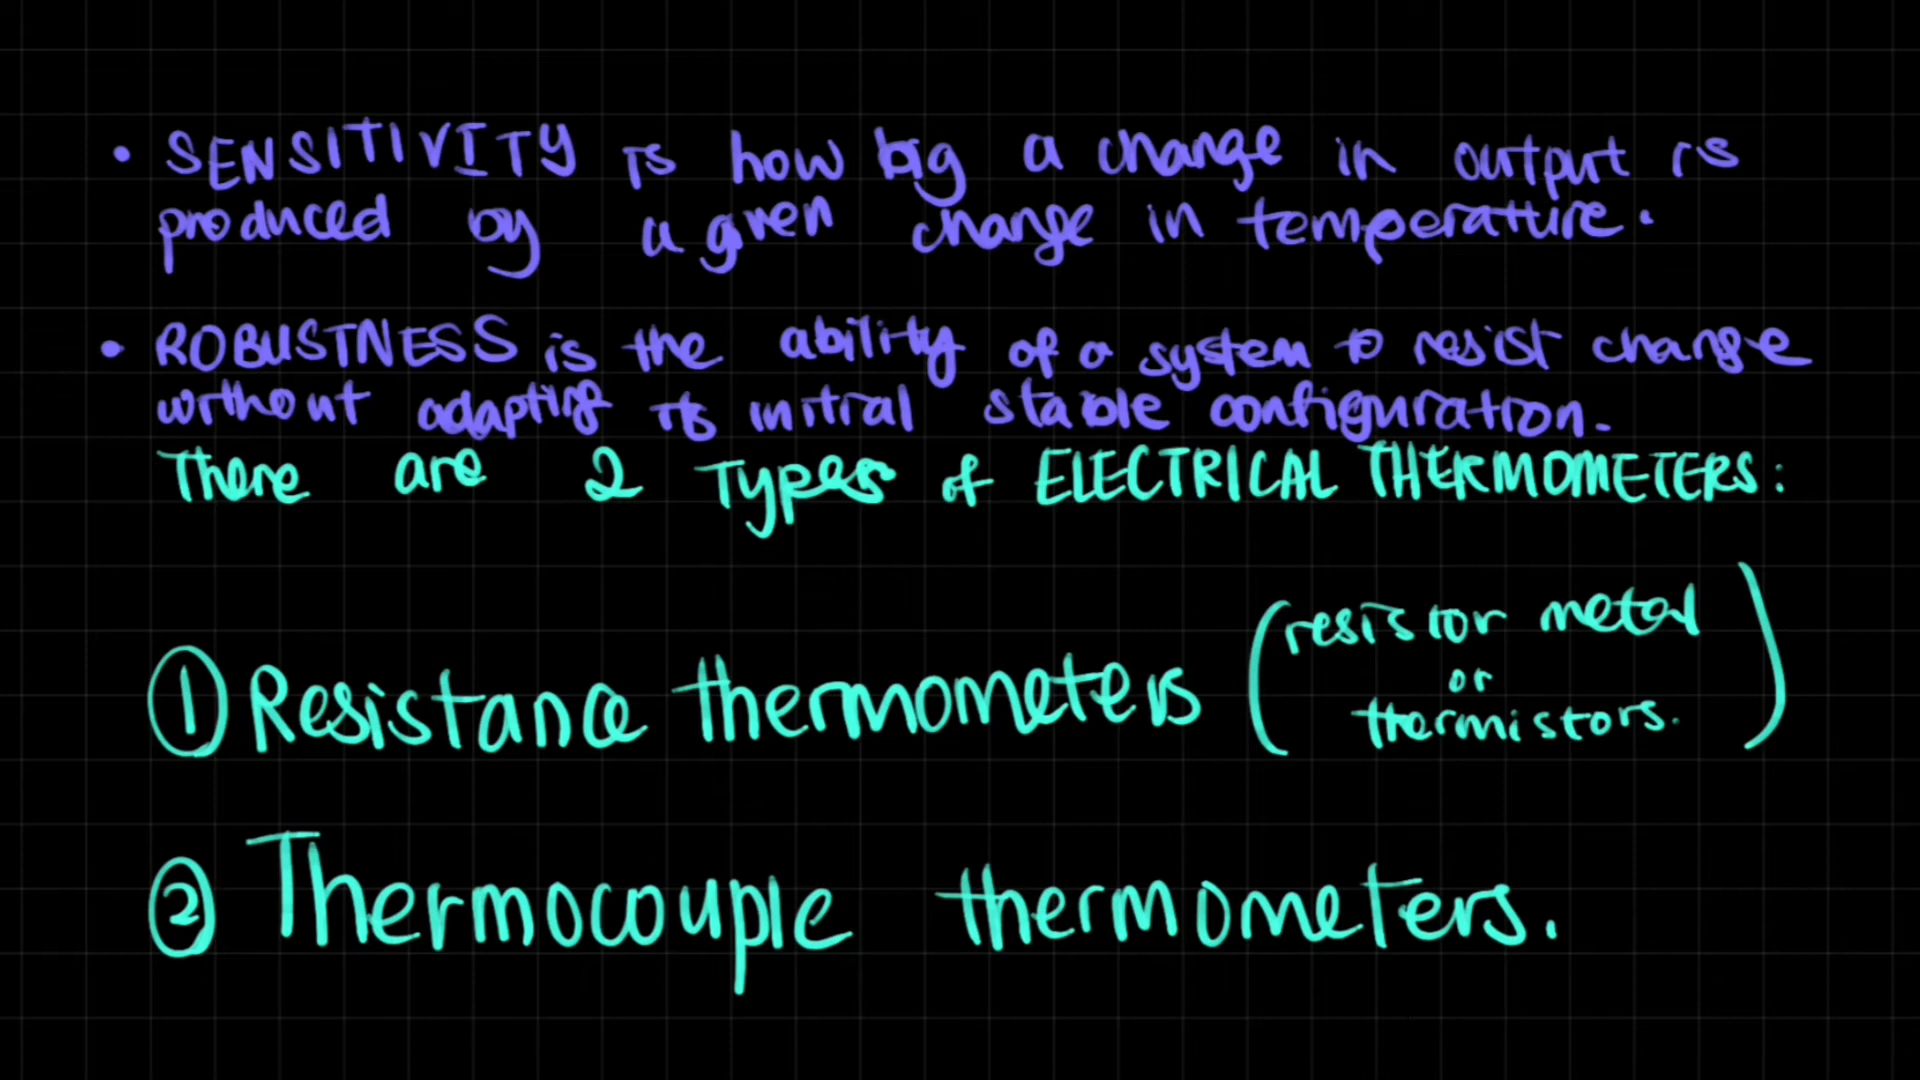 • SENSITIVITY is how big a change in output is
produced by a given change in temperature.
• ROBUSTNESS is the ability of a system to resist change
without adapting its initial stable configuration.
There are 2 Types of ELECTRICAL THERMOMETERS:
① Resistance thermometers (resistor metal
or
thermistors.)
② Thermocouple thermometers.